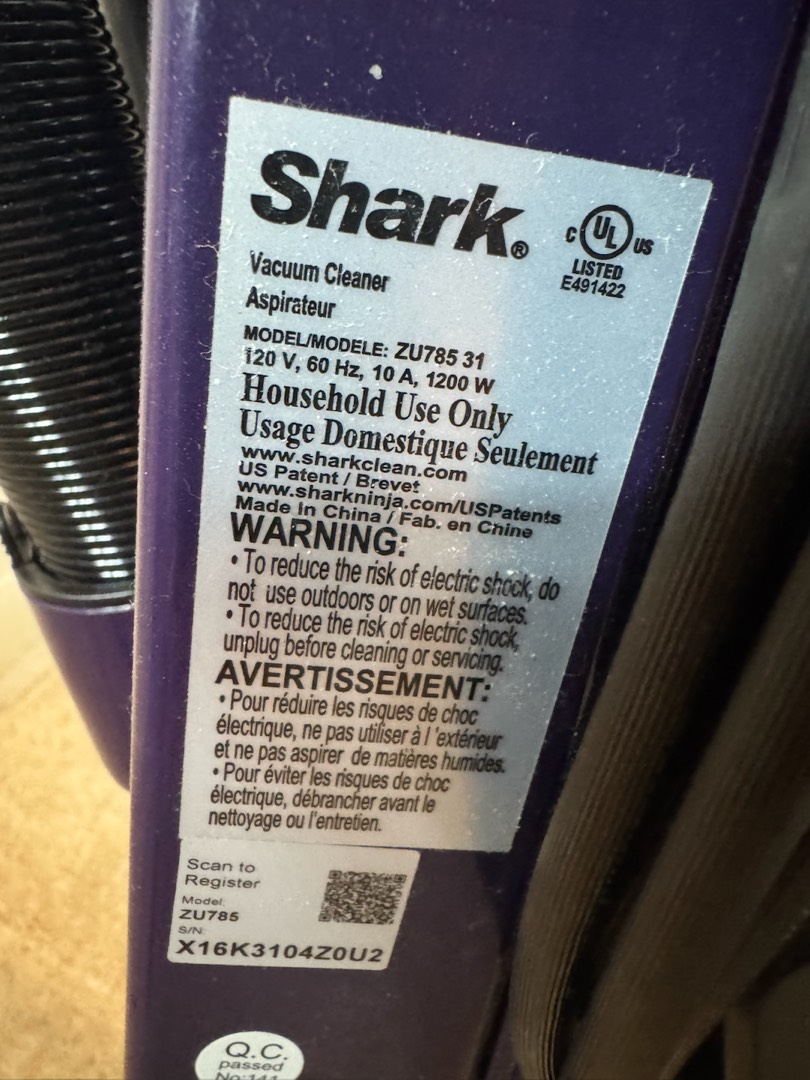 Shark®
C UL US
LISTED
E491422
Vacuum Cleaner
Aspirateur
MODEL/MODELE: ZU785 31
120 V, 60 Hz, 10 A, 1200 W
Household Use Only
Usage Domestique Seulement
www.sharkclean.com
US Patent / Brevet
www.sharkninja.com/USPatents
Made in China / Fab. en Chine
WARNING:
• To reduce the risk of electric shock, do
not use outdoors or on wet surfaces.
• To reduce the risk of electric shock,
unplug before cleaning or servicing.
AVERTISSEMENT:
• Pour réduire les risques de choc
électrique, ne pas utiliser à l'extérieur
et ne pas aspirer de matières humides.
• Pour éviter les risques de choc
électrique, débrancher avant le
nettoyage ou l'entretien.
Scan to
Register
Model:
ZU785
S/N:
X16K3104Z0U2
Q.C.
passed
No:141